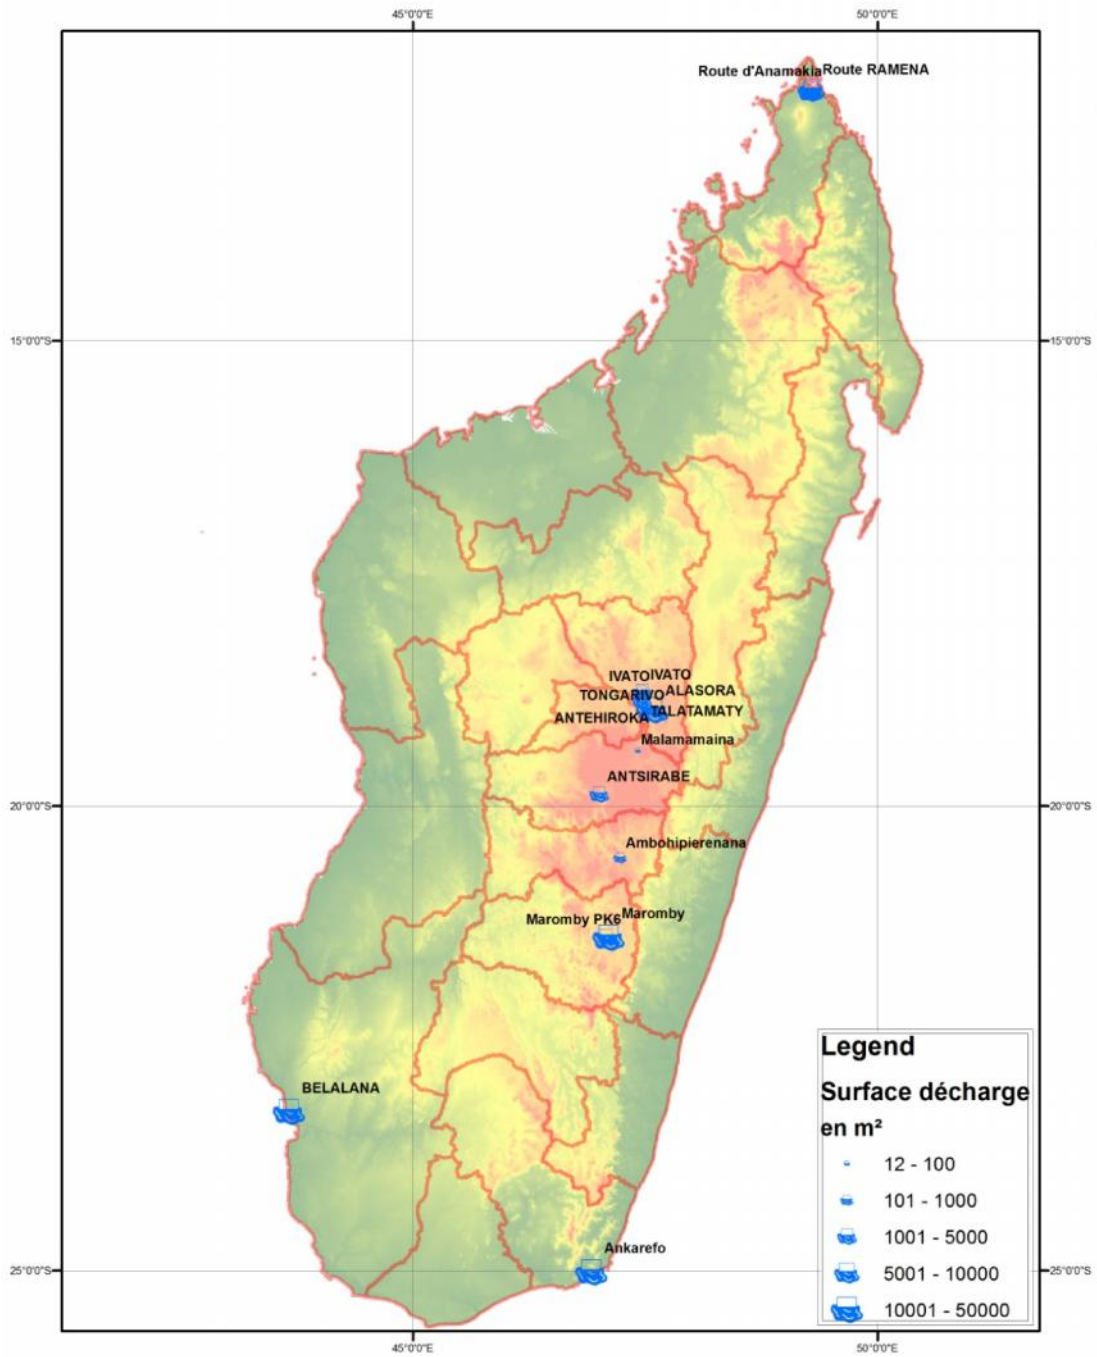 45°0'0"E
50°0'0"E
Route d'Anamakia
Route RAMENA
15°0'0"S
15°0'0"S
IVATO
IVATO
TONGARIVO
ALASORA
ANTEHIROKA
TALATAMATY
Malamamaina
ANTSIRABE
20°0'0"S
20°0'0"S
Ambohipierenana
Maromby PK6
Maromby
BELALANA
Ankarefo
25°0'0"S
25°0'0"S
Legend
Surface décharge
en m²
12 - 100
101 - 1000
1001 - 5000
5001 - 10000
10001 - 50000
45°0'0"E
50°0'0"E